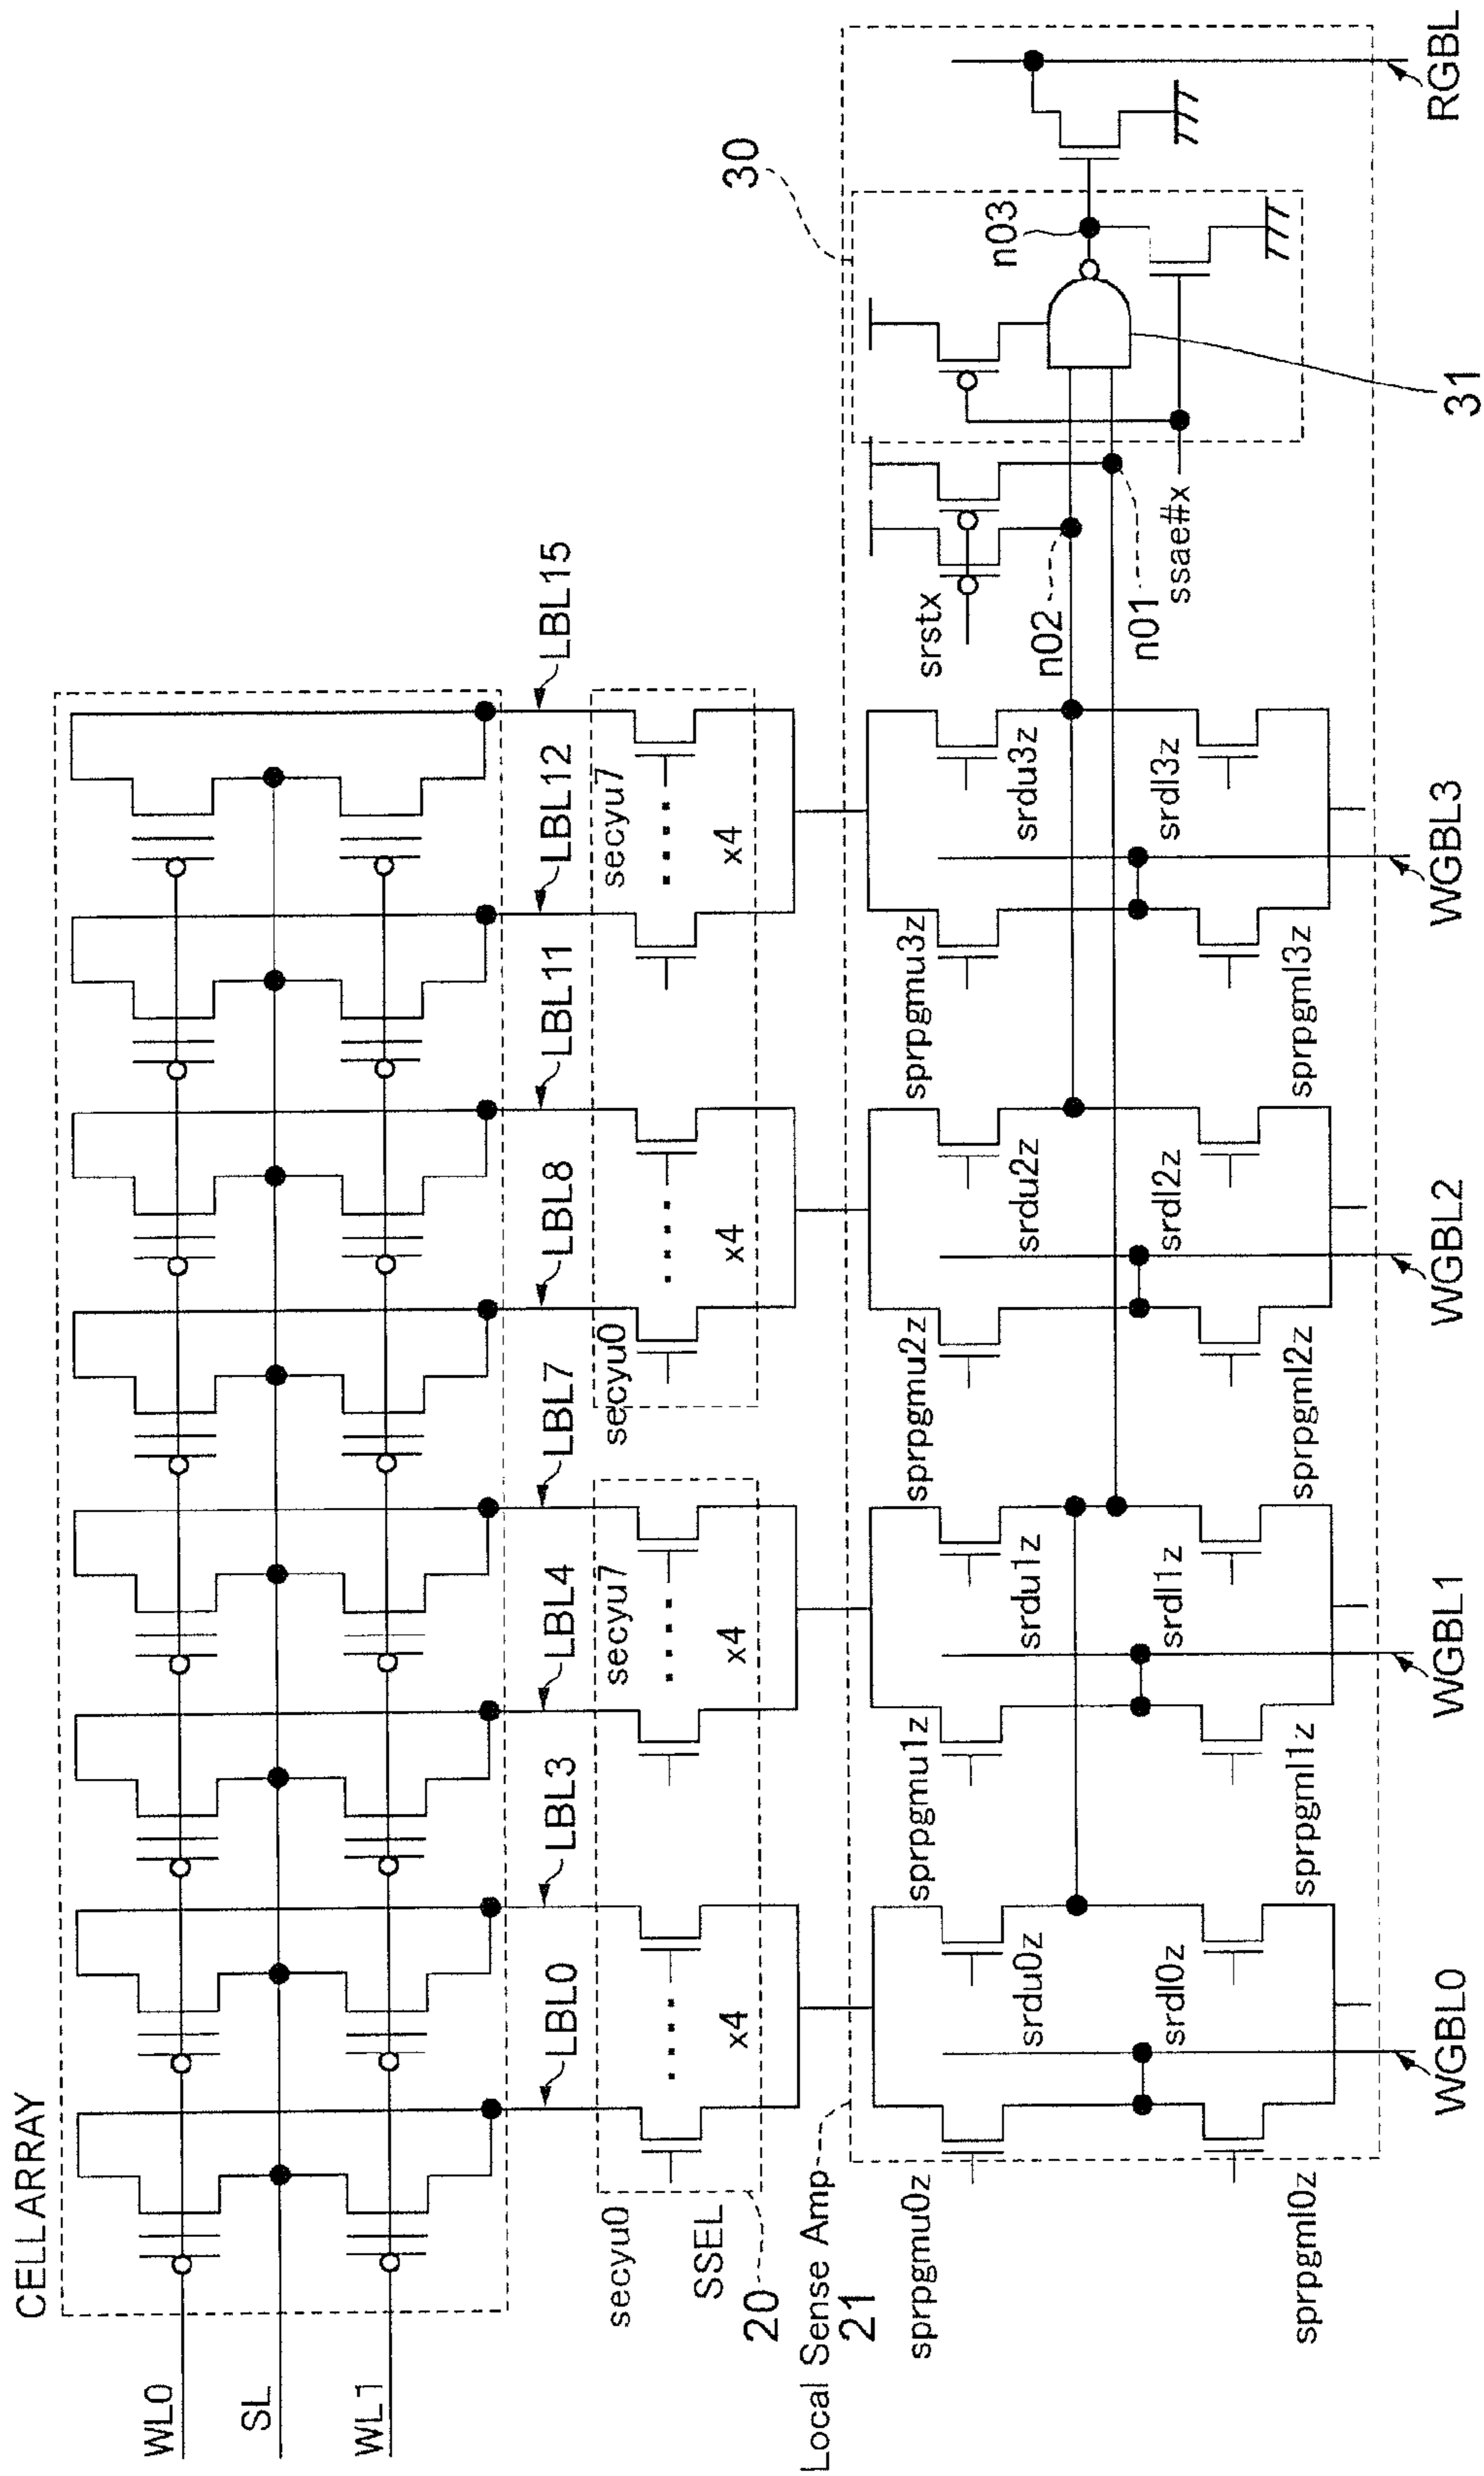 CELL ARRAY
WL0
SL
WL1
LBL0
LBL3
LBL4
LBL7
LBL8
LBL11
LBL12
LBL15
secyu0
secyu7
secyu0
secyu7
x4
x4
x4
x4
SSEL
20
Local Sense Amp
21
30
sprpgmu0z
srdu0z
sprpgmu1z
srdu1z
sprpgmu2z
srdu2z
sprpgmu3z
srdu3z
srstx
n02
n03
n01
ssae#x
31
srdl0z
srdl1z
srdl2z
srdl3z
sprpgml0z
sprpgml1z
sprpgml2z
sprpgml3z
WGBL0
WGBL1
WGBL2
WGBL3
RGBL